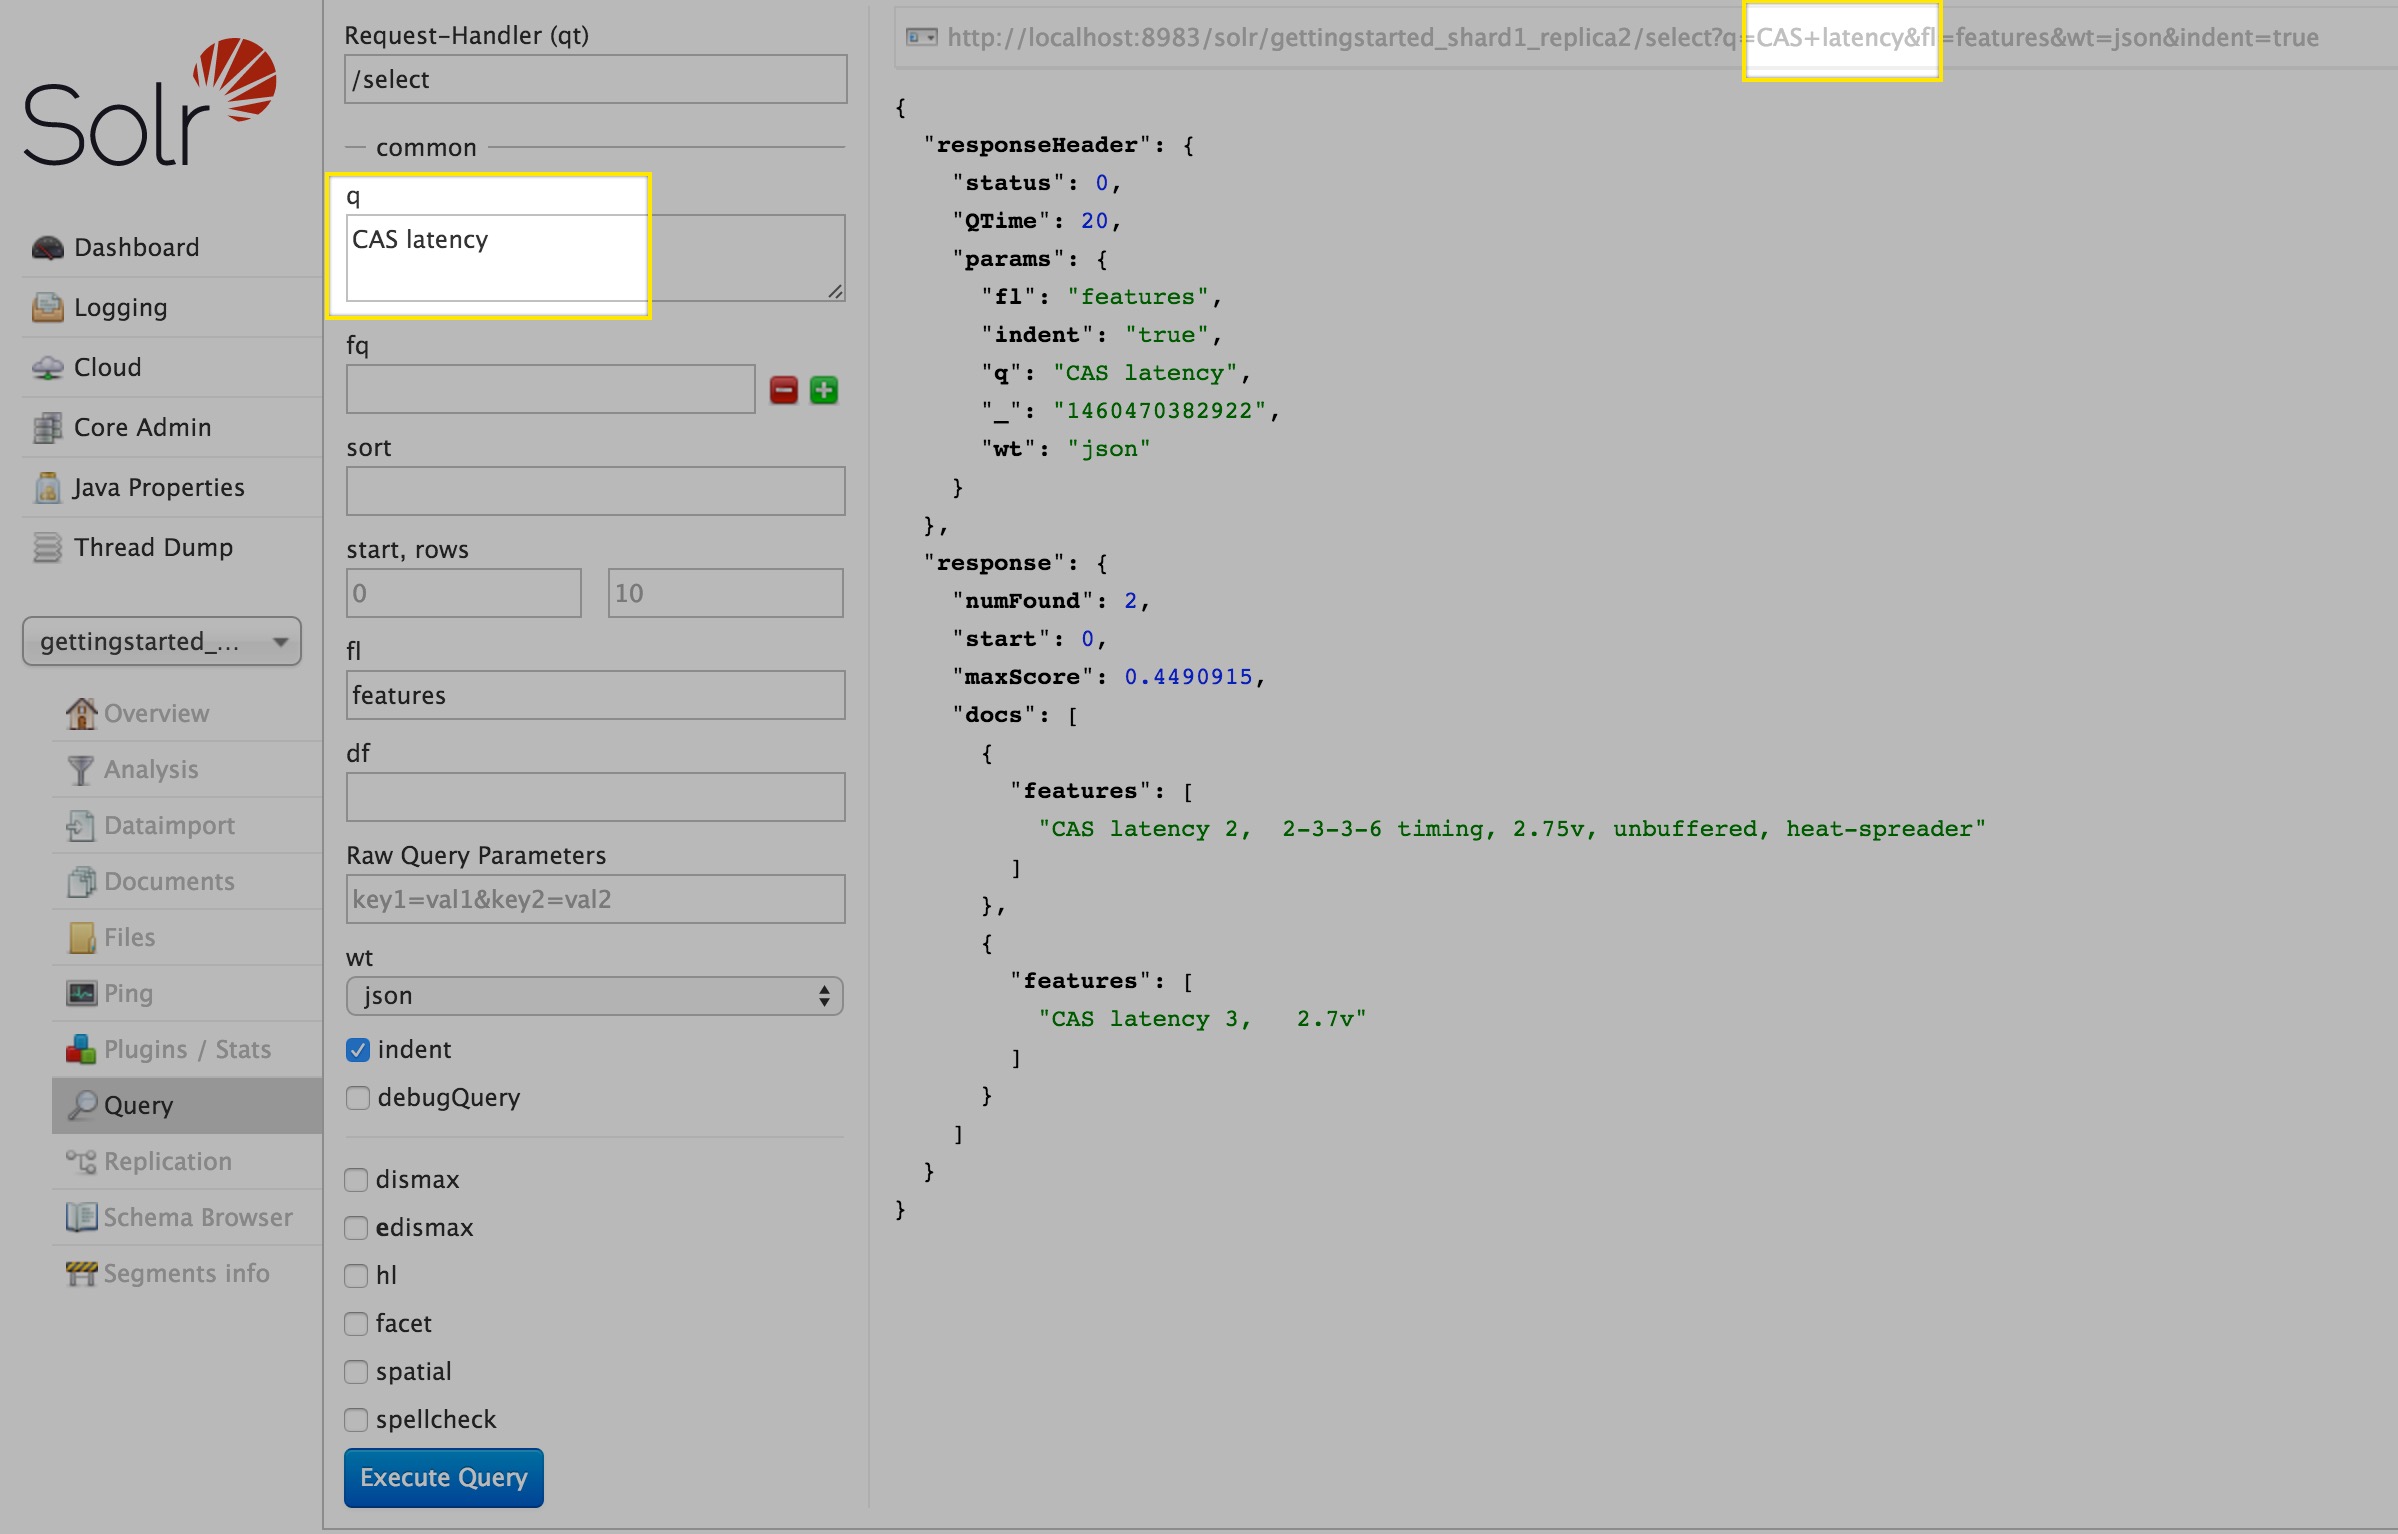 Solr
Dashboard
Logging
Cloud
Core Admin
Java Properties
Thread Dump
gettingstarted_...
Overview
Analysis
Dataimport
Documents
Files
Ping
Plugins / Stats
Query
Replication
Schema Browser
Segments info
Request-Handler (qt)
/select
common
q
CAS latency
fq
sort
start, rows
0 10
fl
features
df
Raw Query Parameters
key1=val1&key2=val2
wt
json
indent
debugQuery
dismax
edismax
hl
facet
spatial
spellcheck
Execute Query
http://localhost:8983/solr/gettingstarted_shard1_replica2/select?q=CAS+latency&fl=features&wt=json&indent=true
{
"responseHeader": {
"status": 0,
"QTime": 20,
"params": {
"fl": "features",
"indent": "true",
"q": "CAS latency",
"_": "1460470382922",
"wt": "json"
}
},
"response": {
"numFound": 2,
"start": 0,
"maxScore": 0.4490915,
"docs": [
{
"features": [
"CAS latency 2,  2-3-3-6 timing, 2.75v, unbuffered, heat-spreader"
]
},
{
"features": [
"CAS latency 3,   2.7v"
]
}
]
}
}